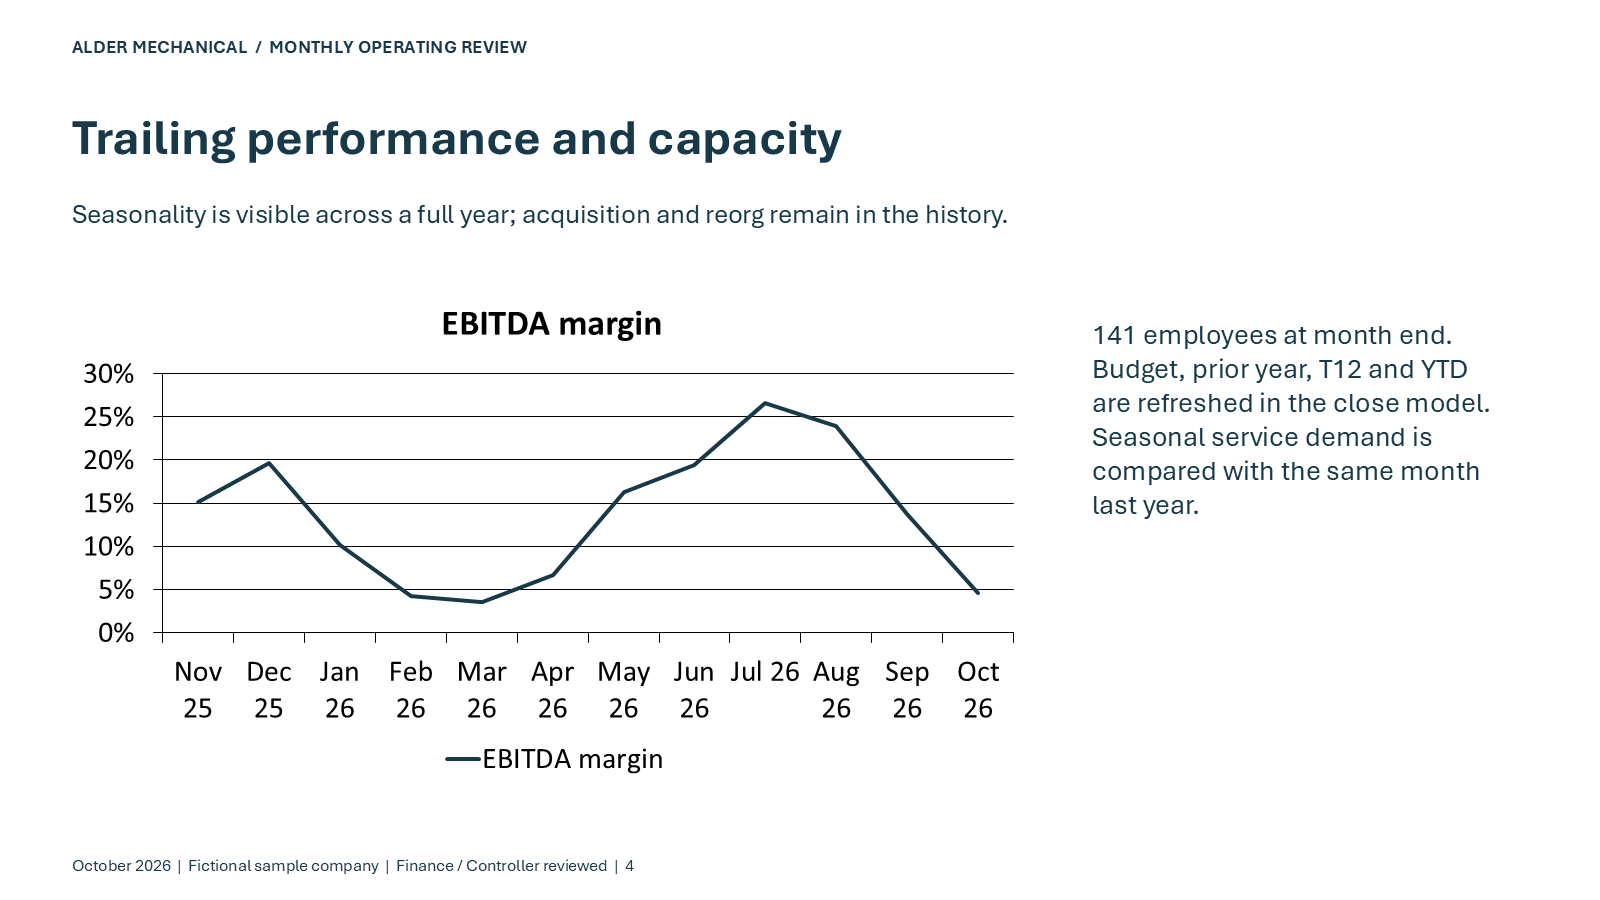 ALDER MECHANICAL / MONTHLY OPERATING REVIEW
Trailing performance and capacity
Seasonality is visible across a full year; acquisition and reorg remain in the history.
EBITDA margin
30%
25%
20%
15%
10%
5%
0%
Nov 25
Dec 25
Jan 26
Feb 26
Mar 26
Apr 26
May 26
Jun 26
Jul 26
Aug 26
Sep 26
Oct 26
EBITDA margin
141 employees at month end.
Budget, prior year, T12 and YTD
are refreshed in the close model.
Seasonal service demand is
compared with the same month
last year.
October 2026 | Fictional sample company | Finance / Controller reviewed | 4